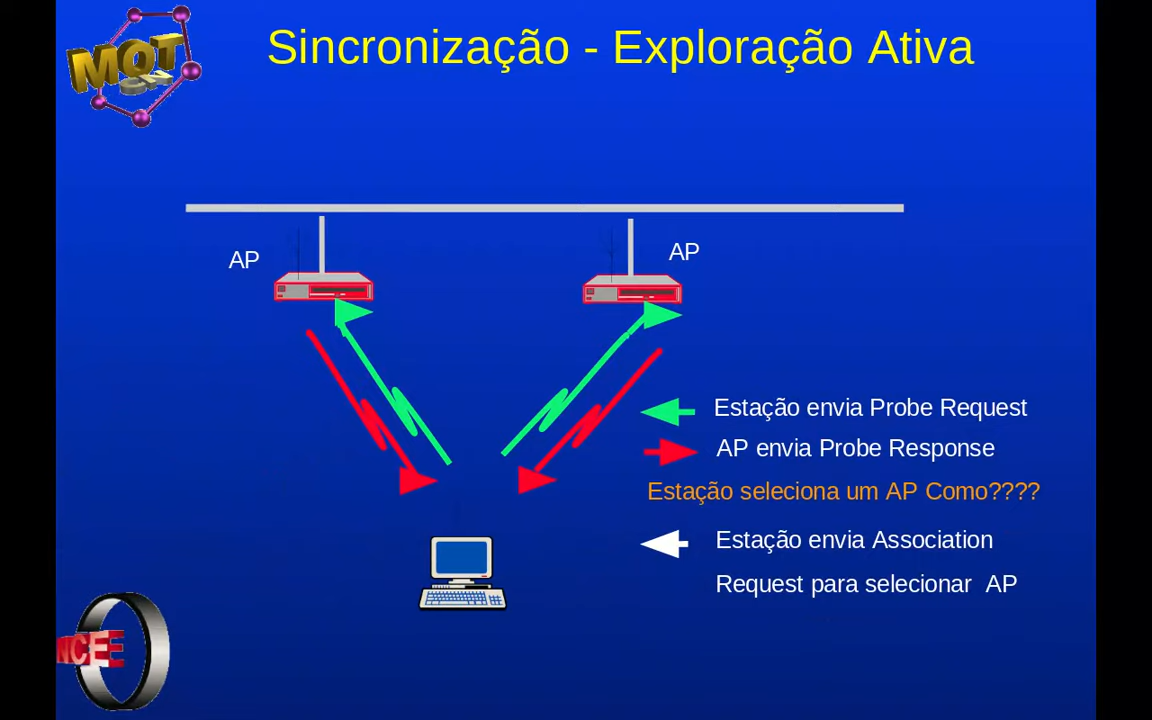 MOT
Sincronização - Exploração Ativa
AP
AP
Estação envia Probe Request
AP envia Probe Response
Estação seleciona um AP Como????
Estação envia Association
Request para selecionar AP